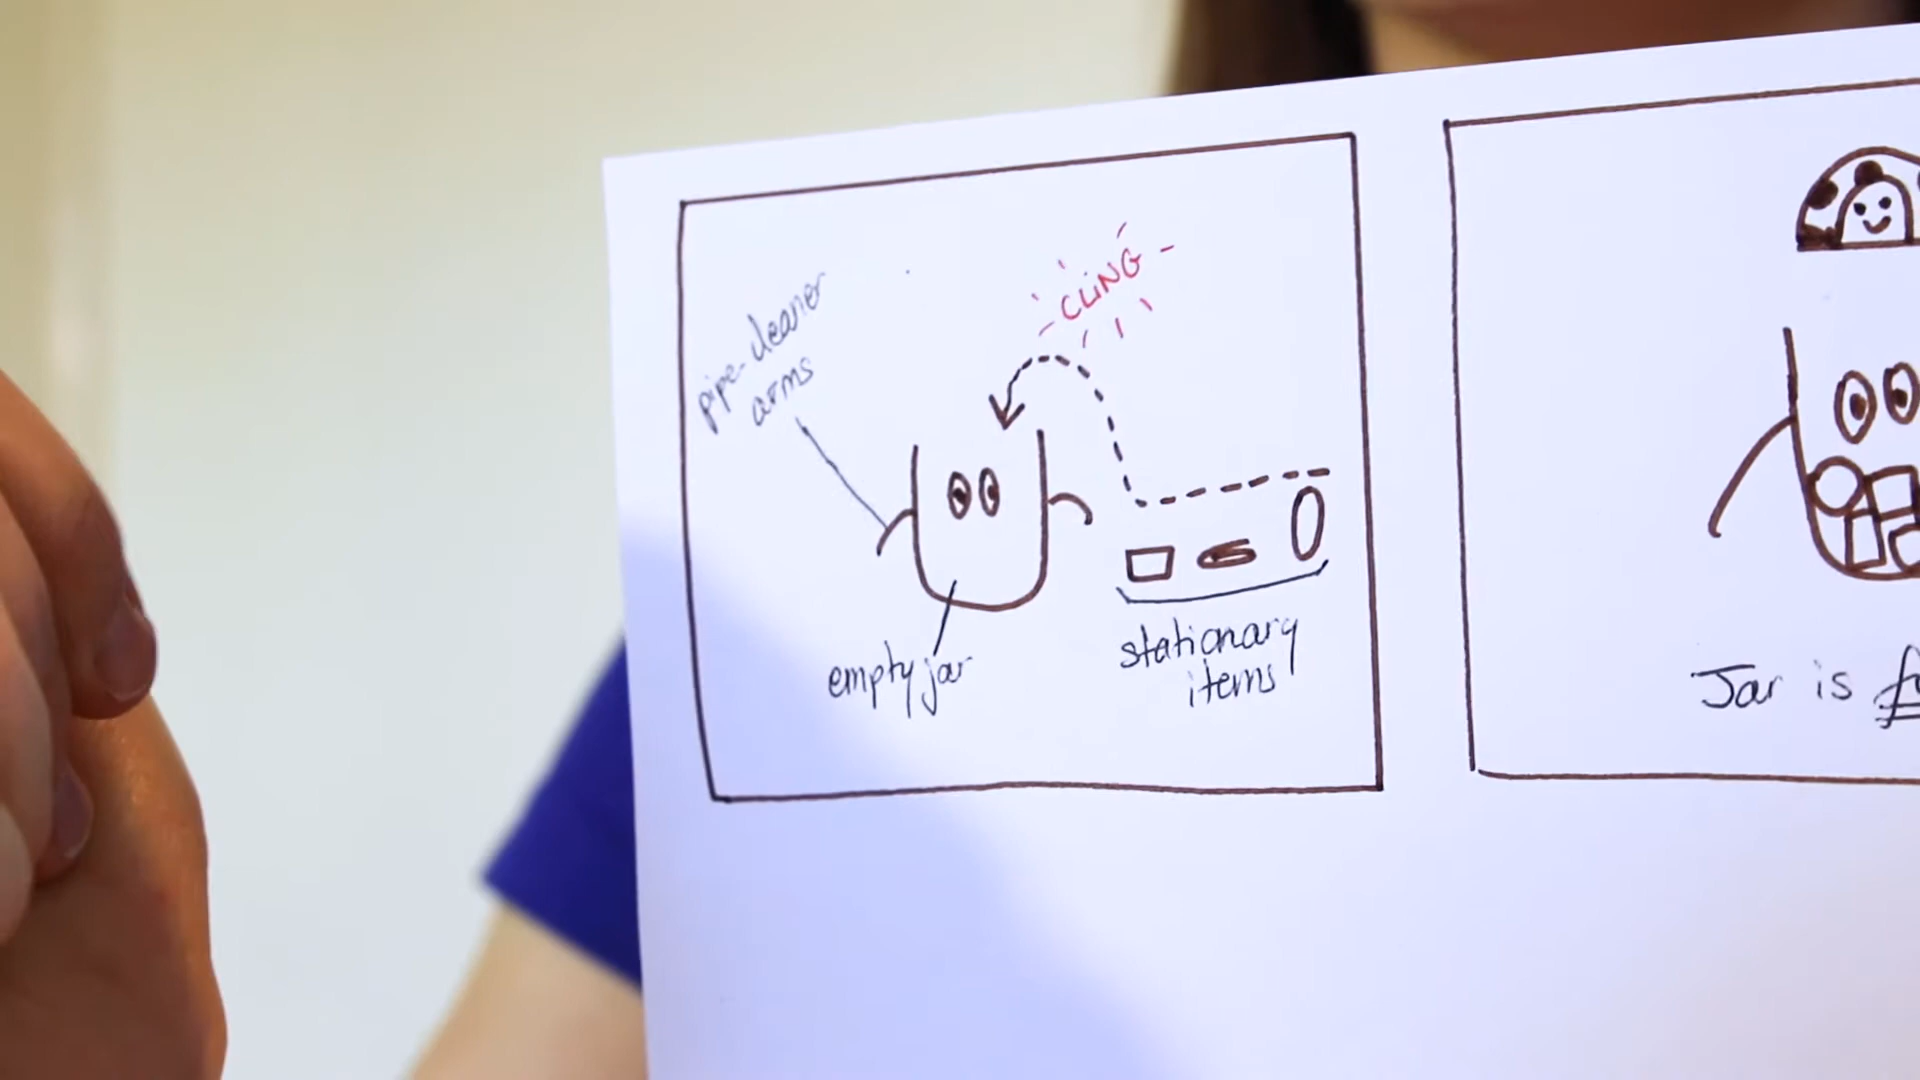 CLiNG
pipe-cleaner
arms
empty jar
stationary
items
Jar is